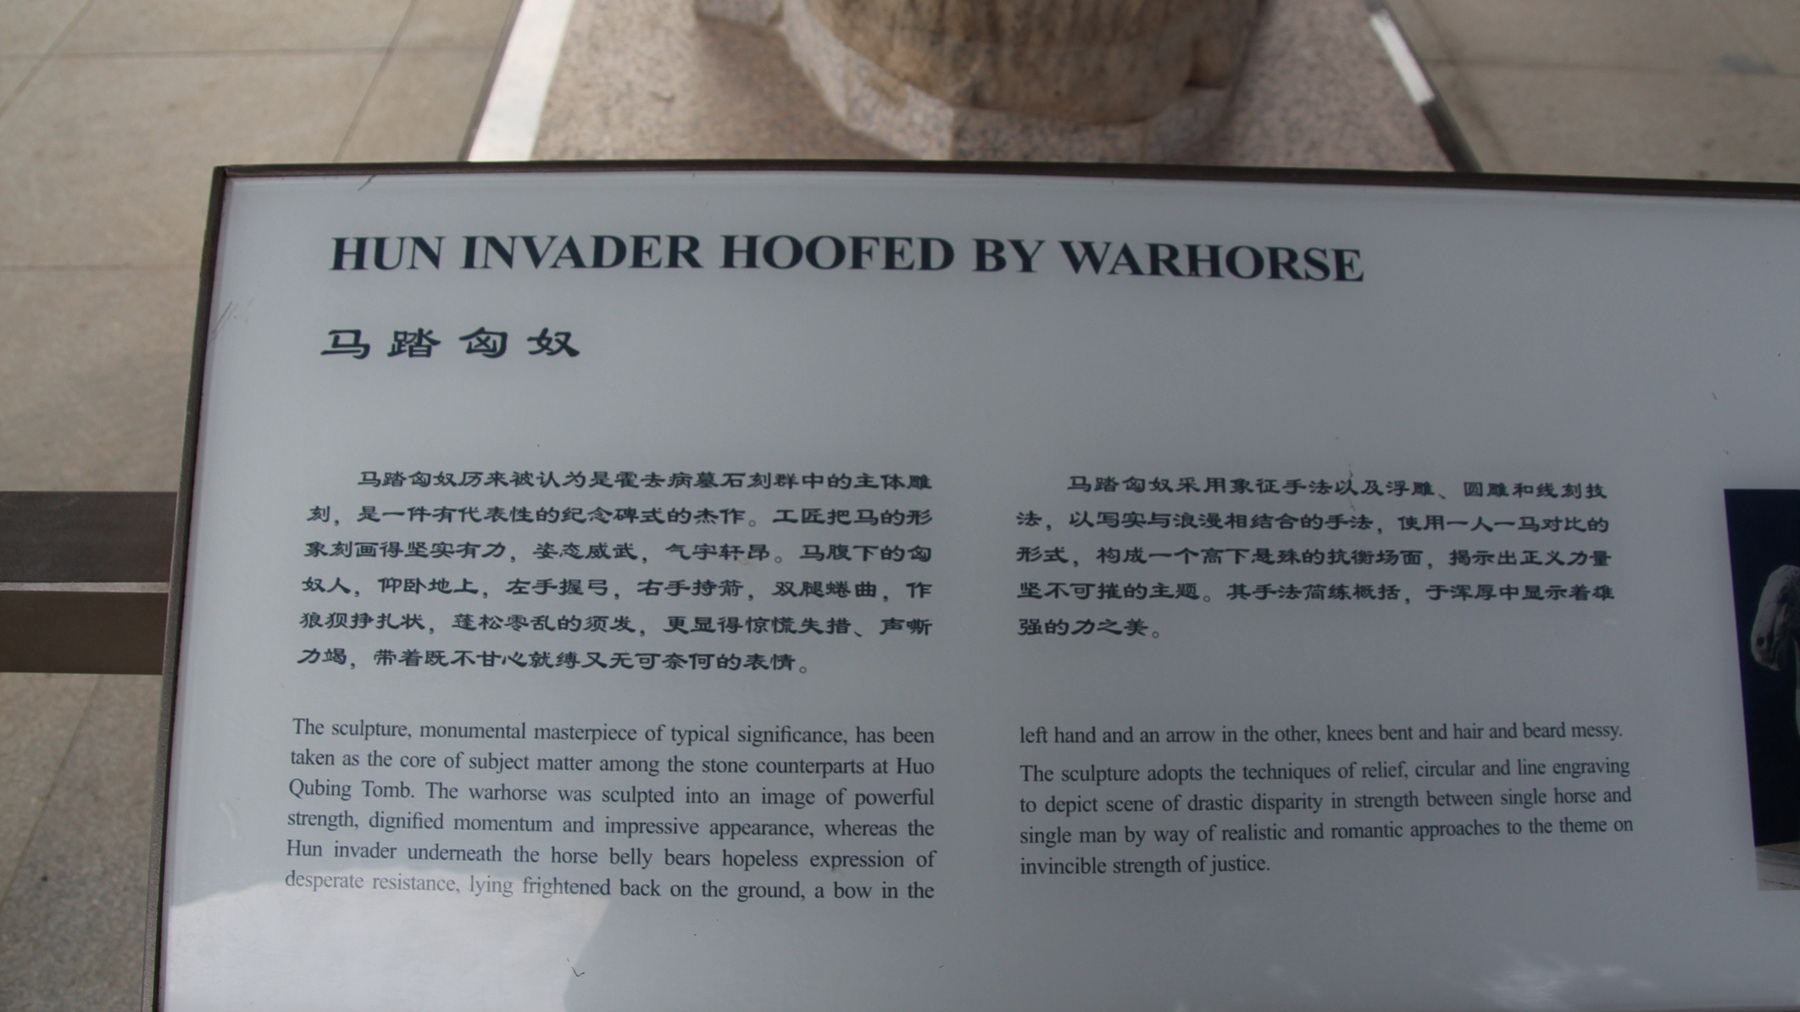 HUN INVADER HOOFED BY WARHORSE
马踏匈奴
马踏匈奴历来被认为是霍去病墓石刻群中的主体雕
刻，是一件有代表性的纪念碑式的杰作。工匠把马的形
象刻画得坚实有力，姿态威武，气宇轩昂。马腹下的匈
奴人，仰卧地上，左手握弓，右手持箭，双腿蜷曲，作
狼狈挣扎状，蓬松零乱的须发，更显得惊慌失措、声嘶
力竭，带着既不甘心就缚又无可奈何的表情。
马踏匈奴采用象征手法以及浮雕、圆雕和线刻技
法，以写实与浪漫相结合的手法，使用一人一马对比的
形式，构成一个高下悬殊的抗衡场面，揭示出正义力量
坚不可摧的主题。其手法简练概括，于浑厚中显示着雄
强的力之美。
The sculpture, monumental masterpiece of typical significance, has been
taken as the core of subject matter among the stone counterparts at Huo
Qubing Tomb. The warhorse was sculpted into an image of powerful
strength, dignified momentum and impressive appearance, whereas the
Hun invader underneath the horse belly bears hopeless expression of
desperate resistance, lying frightened back on the ground, a bow in the
left hand and an arrow in the other, knees bent and hair and beard messy.
The sculpture adopts the techniques of relief, circular and line engraving
to depict scene of drastic disparity in strength between single horse and
single man by way of realistic and romantic approaches to the theme on
invincible strength of justice.